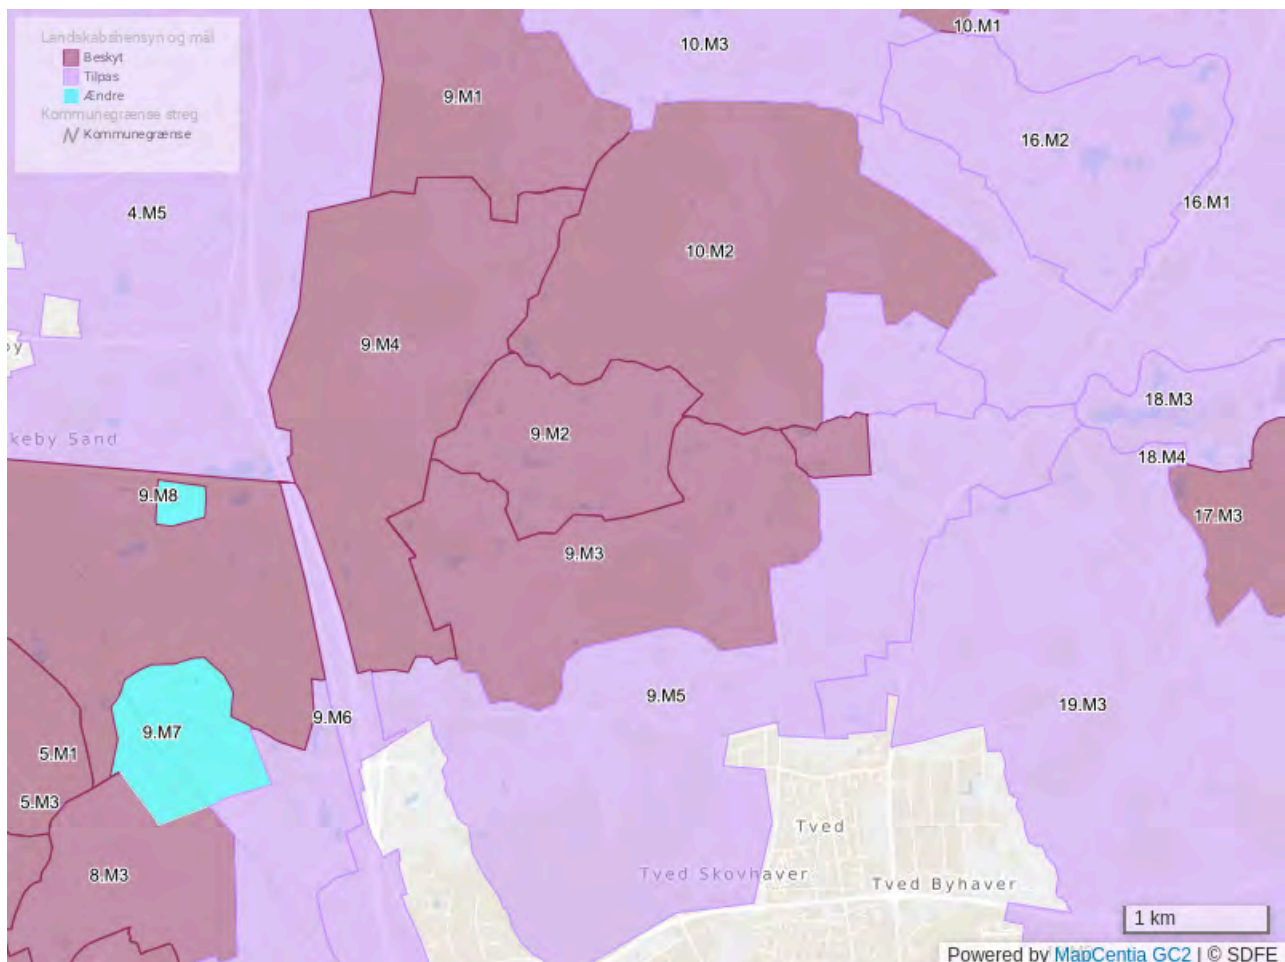 Landskabshensyn og mål
Beskyt
Tilpas
Ændre
Kommunegrænse streg
Kommunegrænse
10.M3
10.M1
9.M1
16.M2
4.M5
16.M1
10.M2
9.M4
18.M3
9.M2
keby Sand
18.M4
9.M8
17.M3
9.M3
9.M5
19.M3
9.M6
9.M7
5.M1
5.M3
Tved
8.M3
Tved Skovhaver
Tved Byhaver
1 km
Powered by MapCentia GC2 | © SDFE